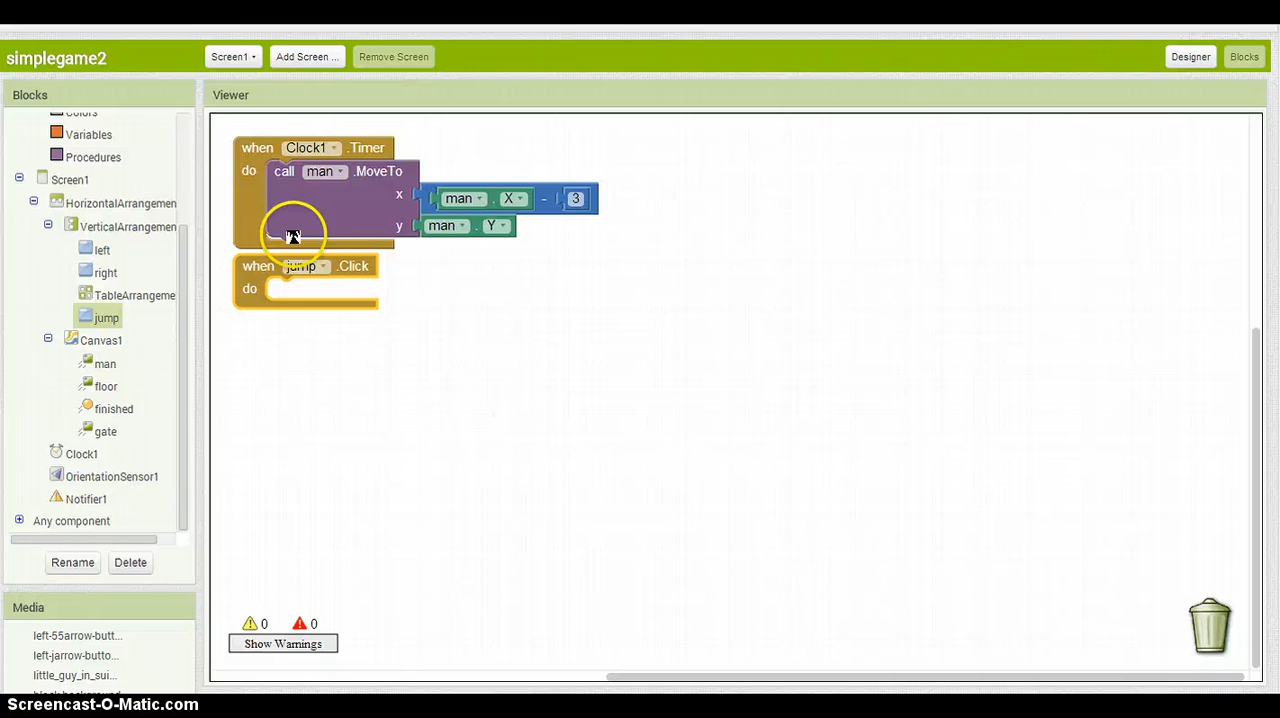 simplegame2
Screen1
Add Screen ...
Remove Screen
Designer
Blocks
Blocks
Viewer
Colors
Variables
Procedures
Screen1
HorizontalArrangemen
VerticalArrangemen
left
right
TableArrangeme
jump
Canvas1
man
floor
finished
gate
Clock1
OrientationSensor1
Notifier1
Any component
Rename
Delete
Media
left-55arrow-butt...
left-jarrow-butto...
little_guy_in_sui...
when Clock1 .Timer
do call man .MoveTo
x man . X - 3
y man . Y
when jump .Click
do
0 0
Show Warnings
Screencast-O-Matic.com